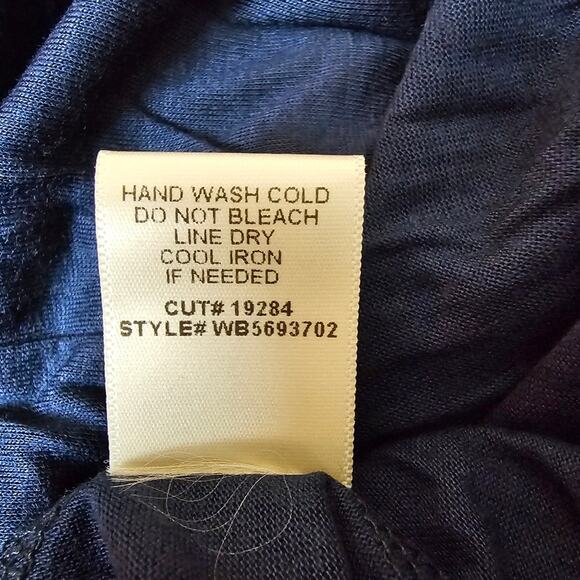 HAND WASH COLD
DO NOT BLEACH
LINE DRY
COOL IRON
IF NEEDED
CUT# 19284
STYLE# WB5693702